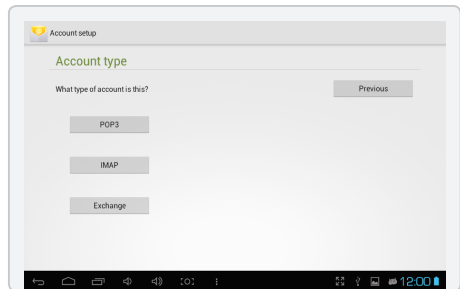 Account setup
Account type
What type of account is this?
Previous
POP3
IMAP
Exchange
12:00